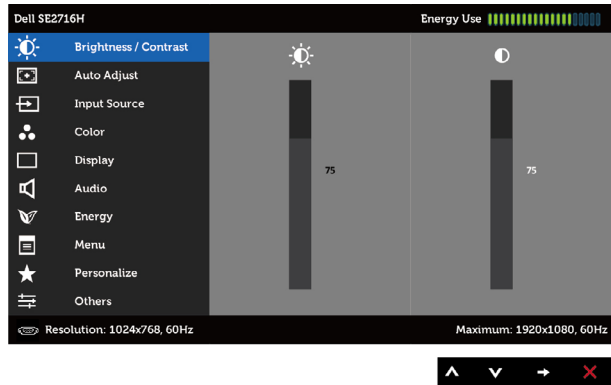 Dell SE2716H
Energy Use
Brightness / Contrast
Auto Adjust
Input Source
Color
Display
Audio
Energy
Menu
Personalize
Others
75
75
Resolution: 1024x768, 60Hz
Maximum: 1920x1080, 60Hz